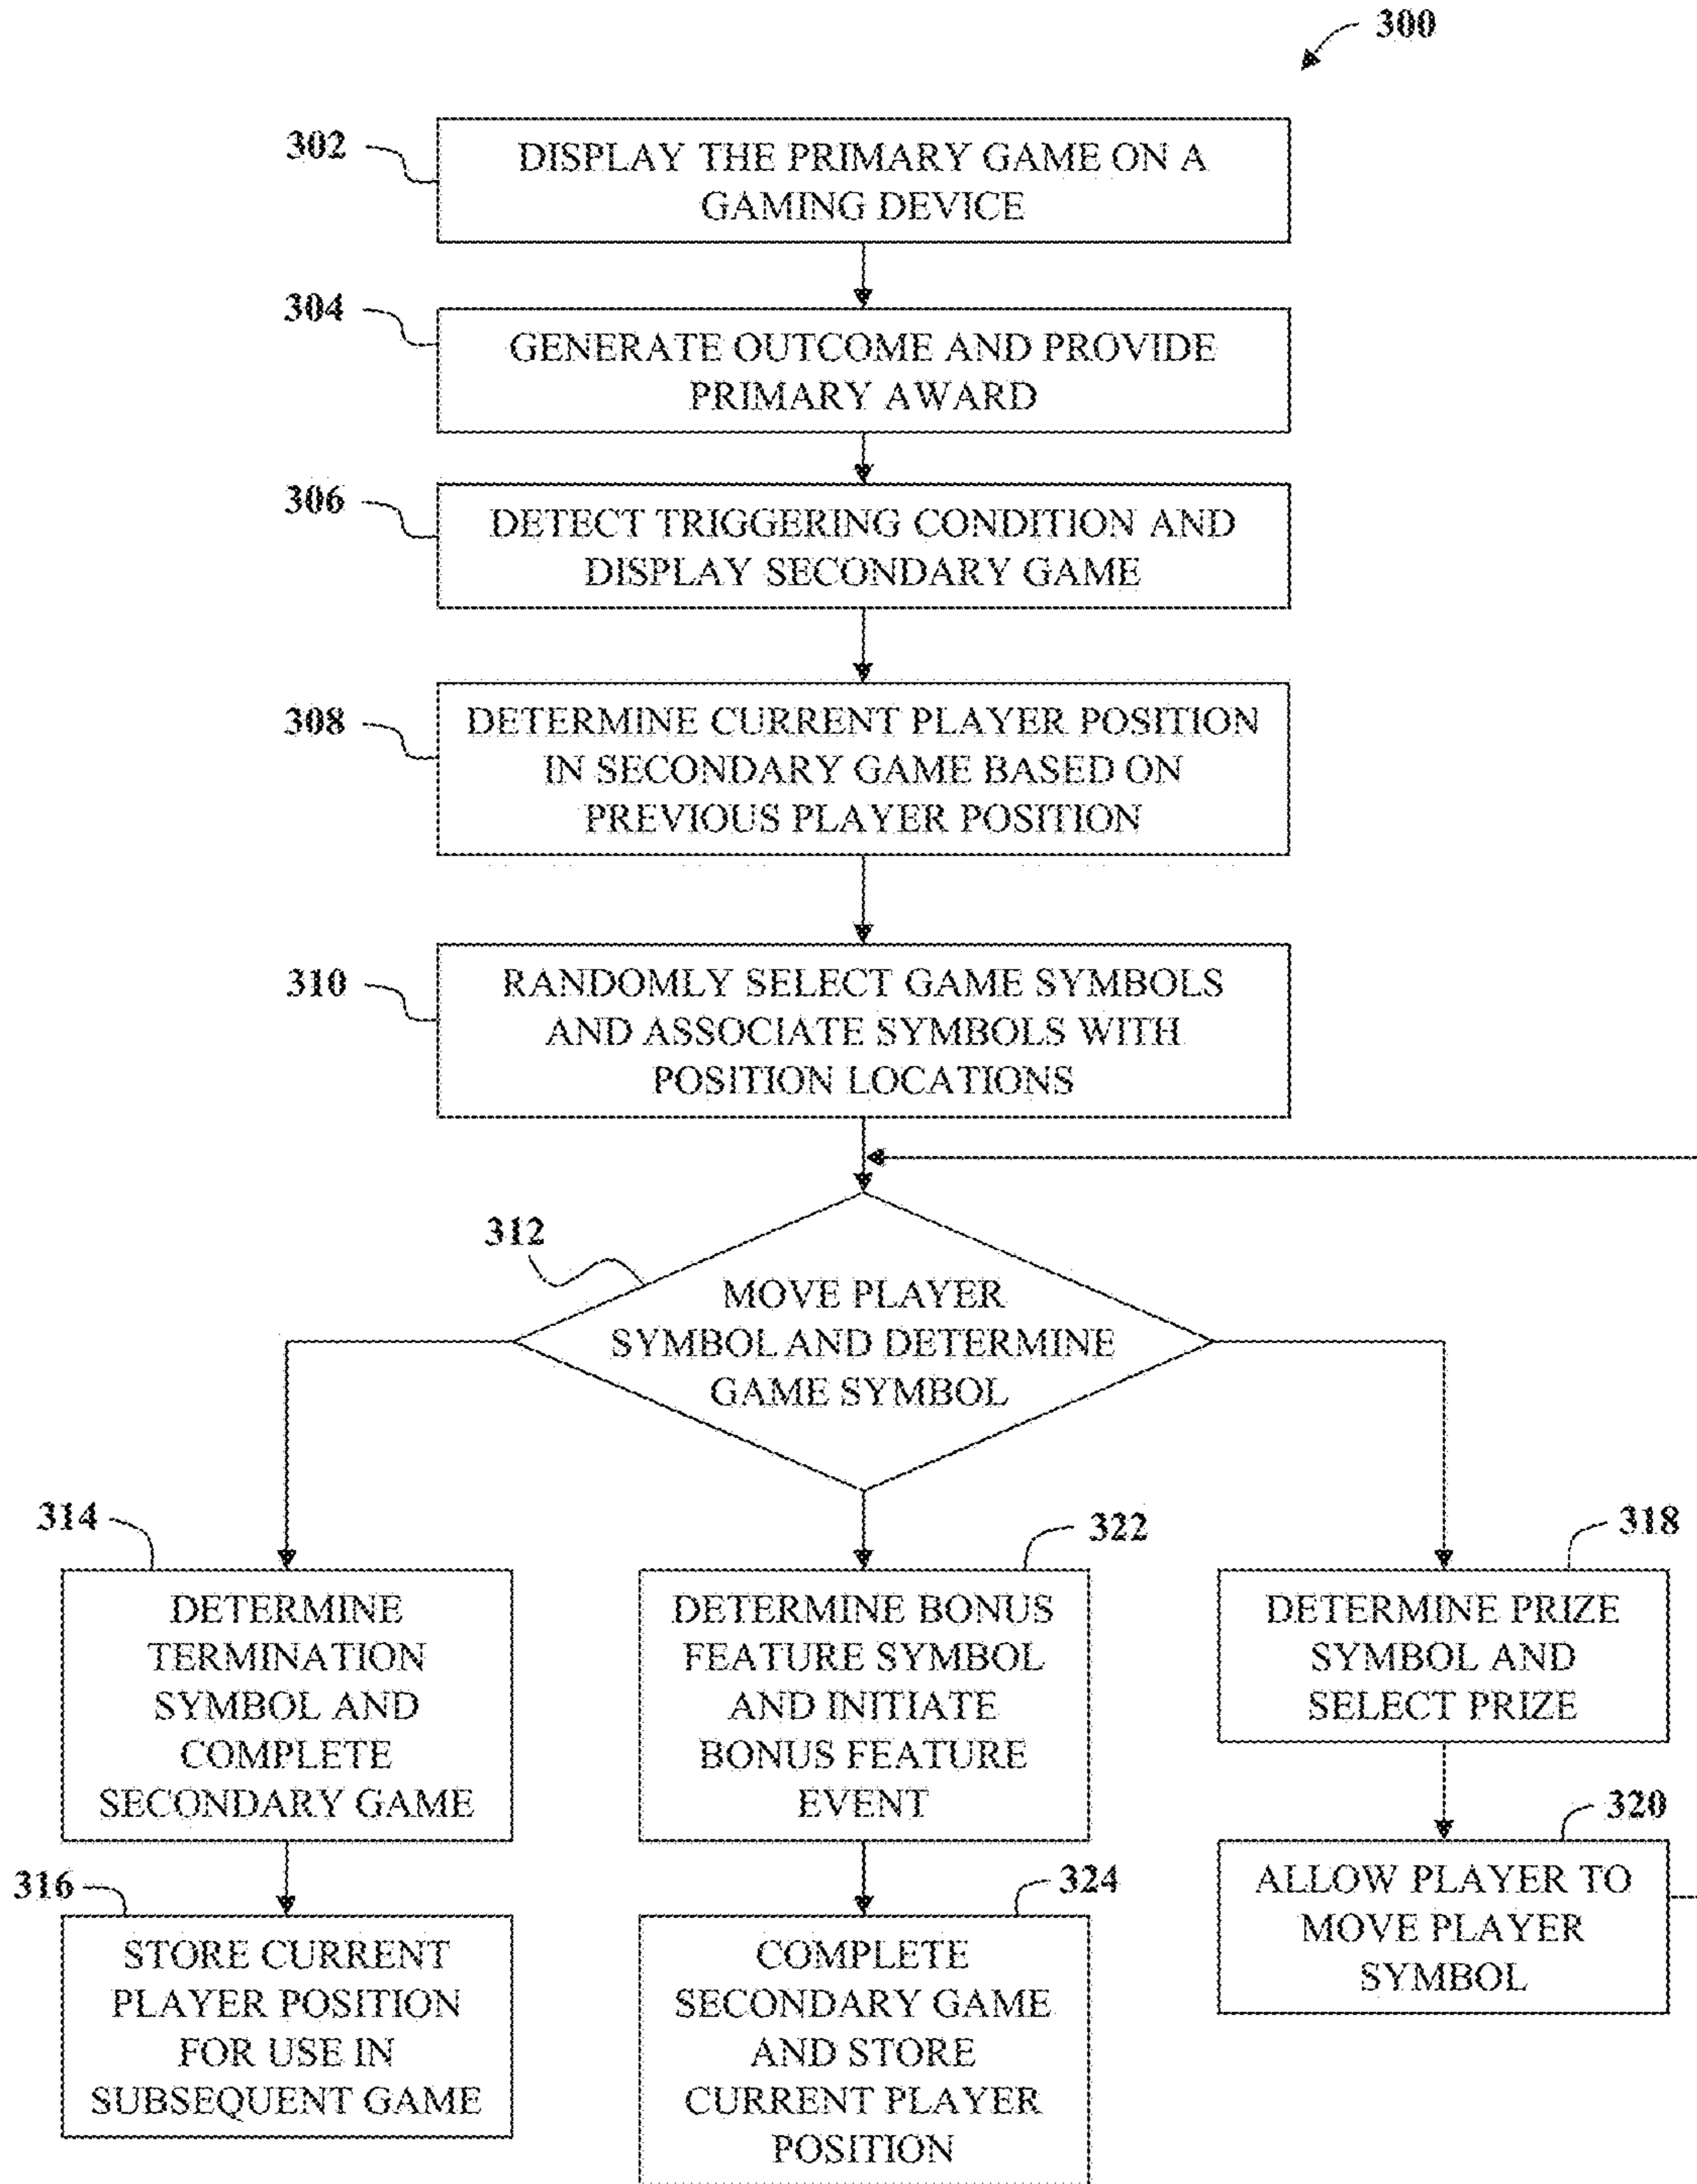 300
302
DISPLAY THE PRIMARY GAME ON A
GAMING DEVICE
304
GENERATE OUTCOME AND PROVIDE
PRIMARY AWARD
306
DETECT TRIGGERING CONDITION AND
DISPLAY SECONDARY GAME
308
DETERMINE CURRENT PLAYER POSITION
IN SECONDARY GAME BASED ON
PREVIOUS PLAYER POSITION
310
RANDOMLY SELECT GAME SYMBOLS
AND ASSOCIATE SYMBOLS WITH
POSITION LOCATIONS
312
MOVE PLAYER
SYMBOL AND DETERMINE
GAME SYMBOL
314
DETERMINE
TERMINATION
SYMBOL AND
COMPLETE
SECONDARY GAME
316
STORE CURRENT
PLAYER POSITION
FOR USE IN
SUBSEQUENT GAME
322
DETERMINE BONUS
FEATURE SYMBOL
AND INITIATE
BONUS FEATURE
EVENT
324
COMPLETE
SECONDARY GAME
AND STORE
CURRENT PLAYER
POSITION
318
DETERMINE PRIZE
SYMBOL AND
SELECT PRIZE
320
ALLOW PLAYER TO
MOVE PLAYER
SYMBOL